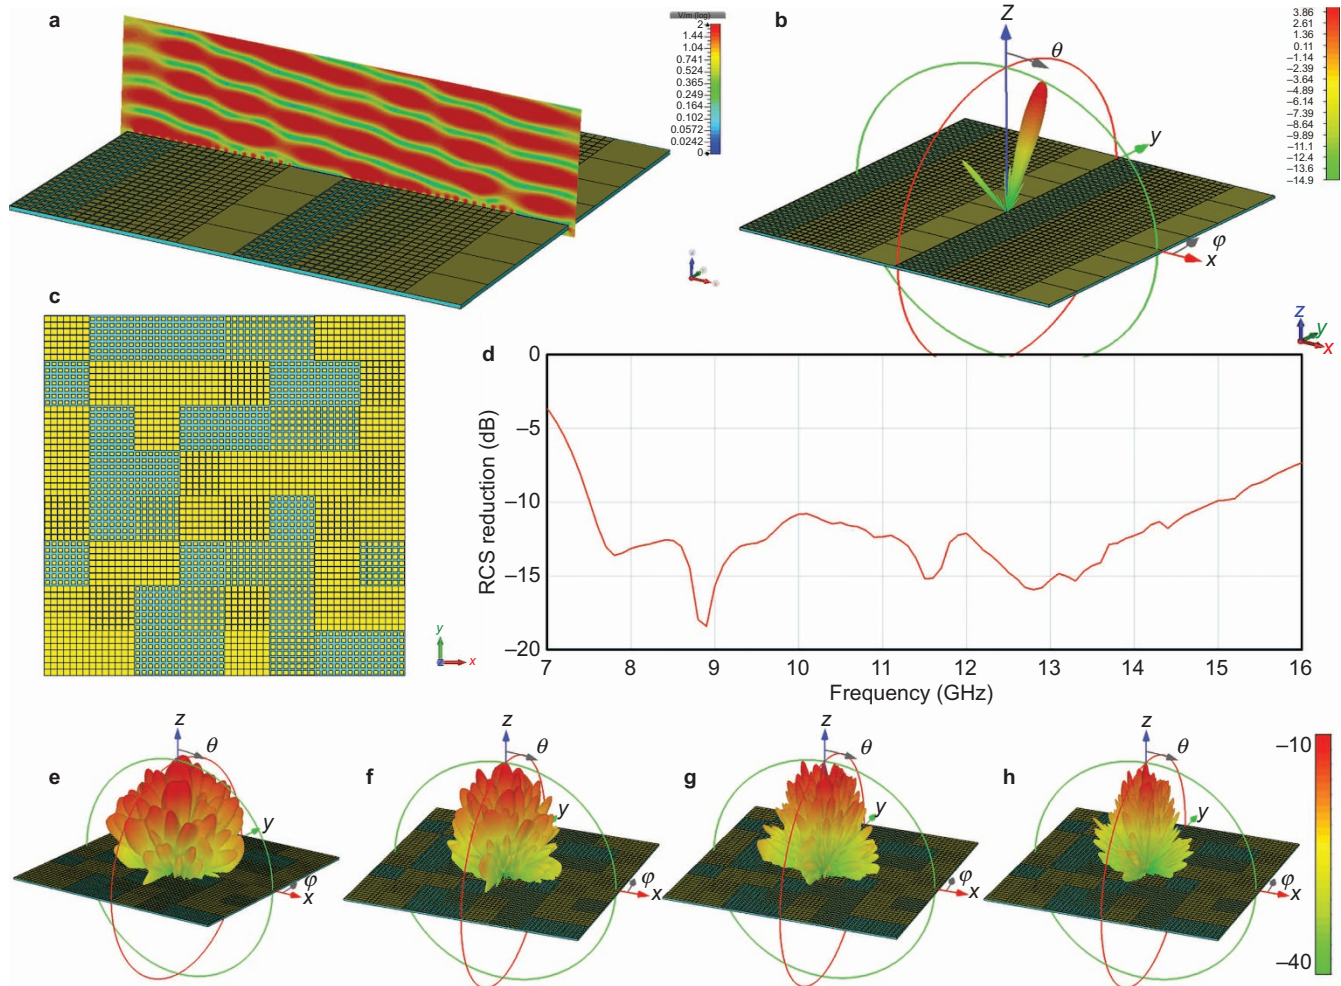 a
V/m (log)
2
1.44
1.04
0.741
0.524
0.365
0.249
0.164
0.102
0.0572
0.0242
0
b
Z
θ
y
φ
x
3.86
2.61
1.36
0.11
−1.14
−2.39
−3.64
−4.89
−6.14
−7.39
−8.64
−9.89
−11.1
−12.4
−13.6
−14.9
z
y
x
c
y
x
d
RCS reduction (dB)
0
−5
−10
−15
−20
7
8
9
10
11
12
13
14
15
16
Frequency (GHz)
e
z
θ
y
φ
x
f
z
θ
y
φ
x
g
z
θ
y
φ
x
h
z
θ
y
φ
x
−10
−40